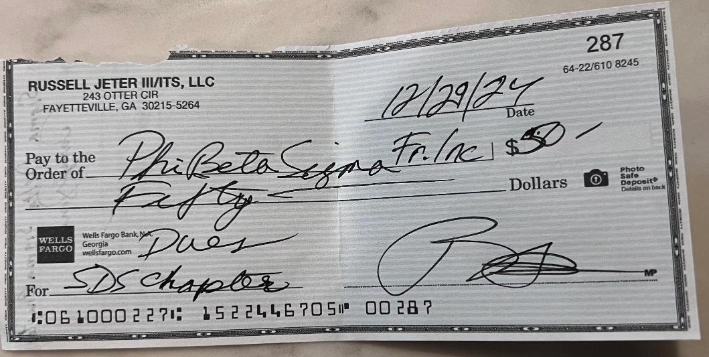 287
64-22/610 8245
RUSSELL JETER III/ITS, LLC
243 OTTER CIR
FAYETTEVILLE, GA 30215-5264
12/29/24
Date
Pay to the
Order of Phi Beta Sigma Fr. Inc $ 50 -
Fifty Dollars
Photo
Safe
Deposit®
Details on back
WELLS
FARGO
Wells Fargo Bank, N.A.
Georgia
wellsfargo.com
Dues
For SDS Chapter
MP
⑆061000227⑆ 1522446705⑈ 00287